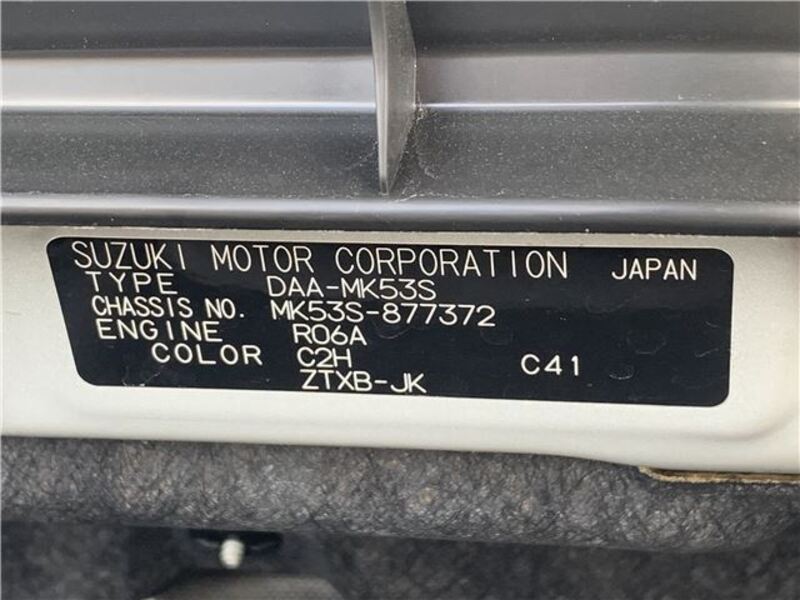 SUZUKI MOTOR CORPORATION JAPAN
TYPE DAA-MK53S
CHASSIS NO. MK53S-877372
ENGINE R06A
COLOR C2H C41
ZTXB-JK